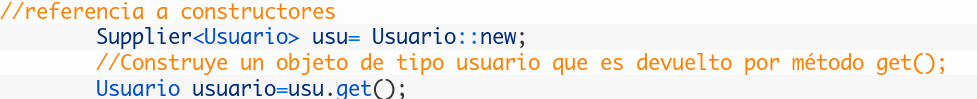 //referencia a constructores
Supplier<Usuario> usu= Usuario::new;
//Construye un objeto de tipo usuario que es devuelto por método get();
Usuario usuario=usu.get();